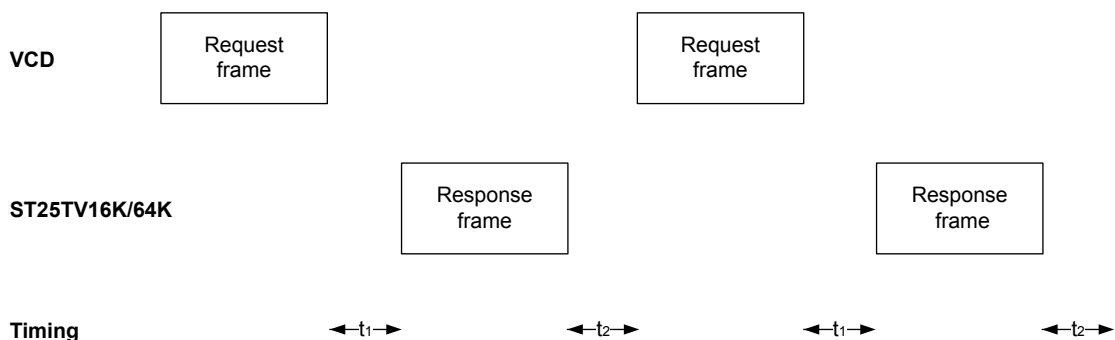 VCD
Request
frame
Request
frame
ST25TV16K/64K
Response
frame
Response
frame
Timing
t1
t2
t1
t2